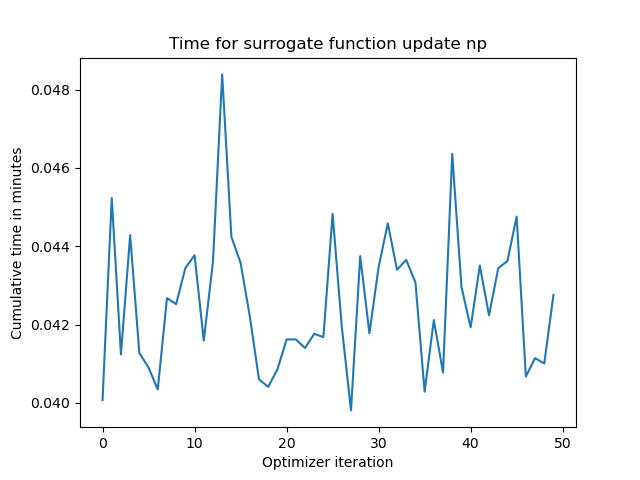 Time for surrogate function update np
Cumulative time in minutes
0.048
0.046
0.044
0.042
0.040
0 10 20 30 40 50
Optimizer iteration